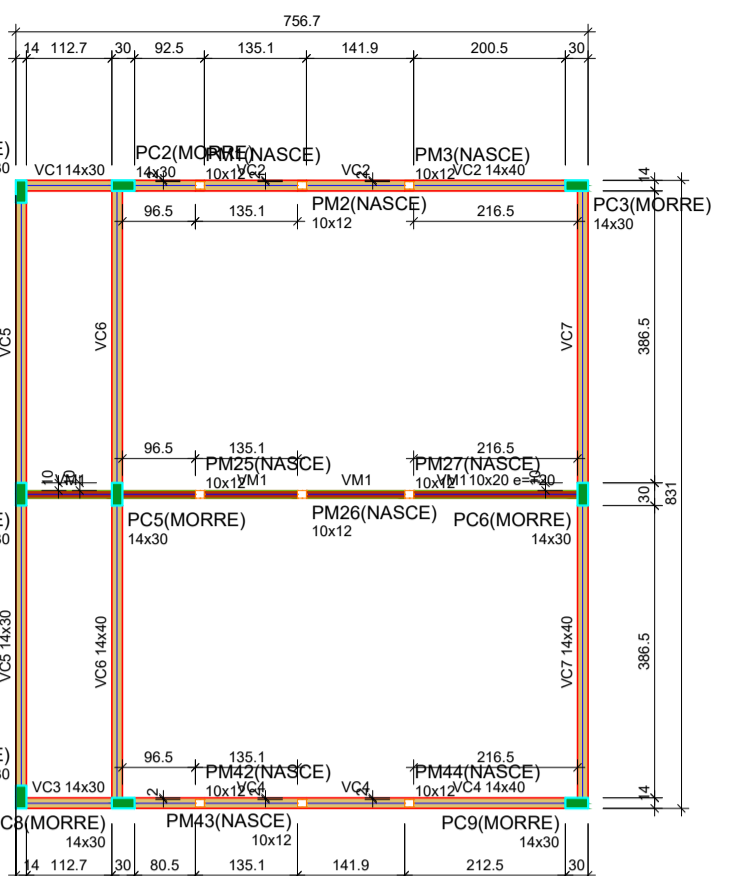 756.7
14 112.7 30 92.5 135.1 141.9 200.5 30
E)
30
VC1 14x30
PC2(MORRE)
14x30
PM1(NASCE)
10x12
VC2
VC2
PM3(NASCE)
10x12
VC2 14x40
PM2(NASCE)
10x12
PC3(MORRE)
14x30
14
96.5 135.1 216.5
VC5
VC6
VC7
386.5
96.5 135.1 216.5
10
VM1
PM25(NASCE)
10x12
VM1
VM1
PM27(NASCE)
10x12
VM1 10x20
30
831
E)
30
PC5(MORRE)
14x30
PM26(NASCE)
10x12
PC6(MORRE)
14x30
VC5 14x30
VC6 14x40
VC7 14x40
386.5
E)
30
96.5 135.1 216.5
VC3 14x30
2
PM42(NASCE)
10x12
VC4
VC4
PM44(NASCE)
10x12
VC4 14x40
14
C8(MORRE)
14x30
PM43(NASCE)
10x12
PC9(MORRE)
14x30
14 112.7 30 80.5 135.1 141.9 212.5 30